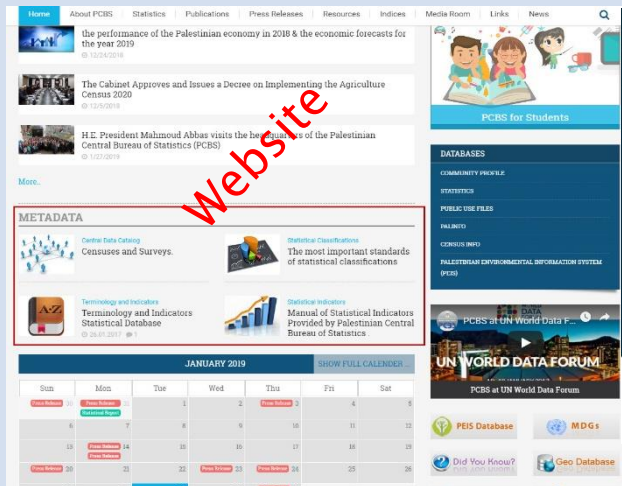 Home About PCBS Statistics Publications Press Releases Resources Indices Media Room Links News
the performance of the Palestinian economy in 2018 & the economic forecasts for
the year 2019
12/24/2018
The Cabinet Approves and Issues a Decree on Implementing the Agriculture
Census 2020
12/5/2018
H.E. President Mahmoud Abbas visits the headquarters of the Palestinian
Central Bureau of Statistics (PCBS)
1/27/2019
More..
Website
METADATA
Central Data Catalog
Censuses and Surveys.
Statistical Classifications
The most important standards
of statistical classifications
A-Z
Terminology and Indicators
Terminology and Indicators
Statistical Database
26.01.2017 1
Statistical Indicators
Manual of Statistical Indicators
Provided by Palestinian Central
Bureau of Statistics .
JANUARY 2019 SHOW FULL CALENDER ...
Sun Mon Tue Wed Thu Fri Sat
Press Release 30 Press Release 31 1 2 Press Release 3 4 5
Statistical Report
6 7 8 9 10 11 12
13 Press Release 14 15 16 17 18 19
Press Release
Press Release 20 21 22 Press Release 23 Press Release 24 25 26
PCBS for Students
DATABASES
COMMUNITY PROFILE
STATISTICS
PUBLIC USE FILES
PALINFO
CENSUS INFO
PALESTINIAN ENVIRONMENTAL INFORMATION SYSTEM
(PEIS)
PCBS at UN World Data F...
UN WORLD DATA FORUM
PCBS at UN World Data Forum
PEIS Database
MDGs
Did You Know?
Geo Database